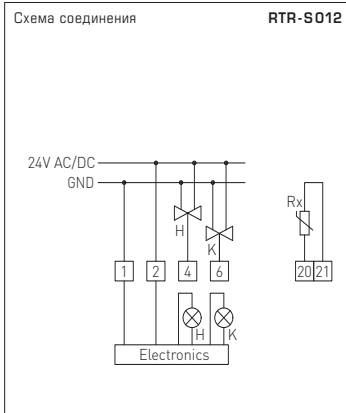 Схема соединения RTR-S012
24V AC/DC
GND
H
K
Rx
1 2 4 6 20 21
H K
Electronics